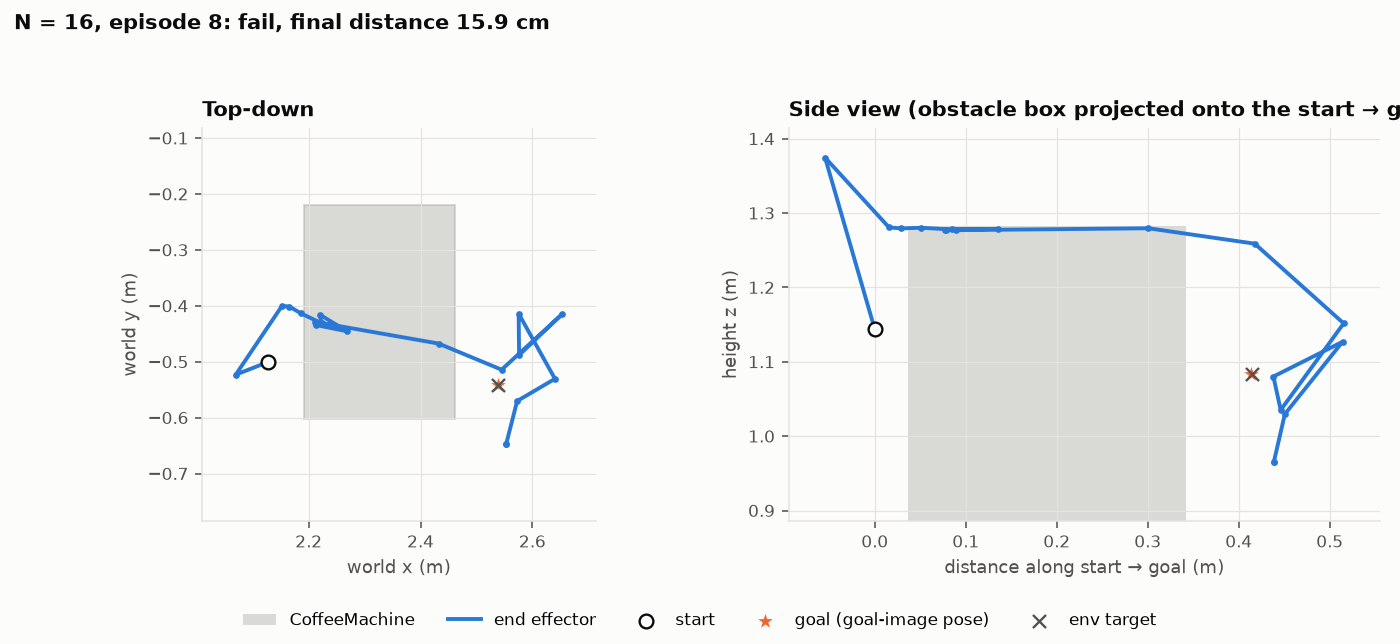 N = 16, episode 8: fail, final distance 15.9 cm
Top-down
−0.1
−0.2
−0.3
−0.4
−0.5
−0.6
−0.7
world y (m)
2.2 2.4 2.6
world x (m)
Side view (obstacle box projected onto the start → g
1.4
1.3
1.2
1.1
1.0
0.9
height z (m)
0.0 0.1 0.2 0.3 0.4 0.5
distance along start → goal (m)
CoffeeMachine end effector start goal (goal-image pose) env target